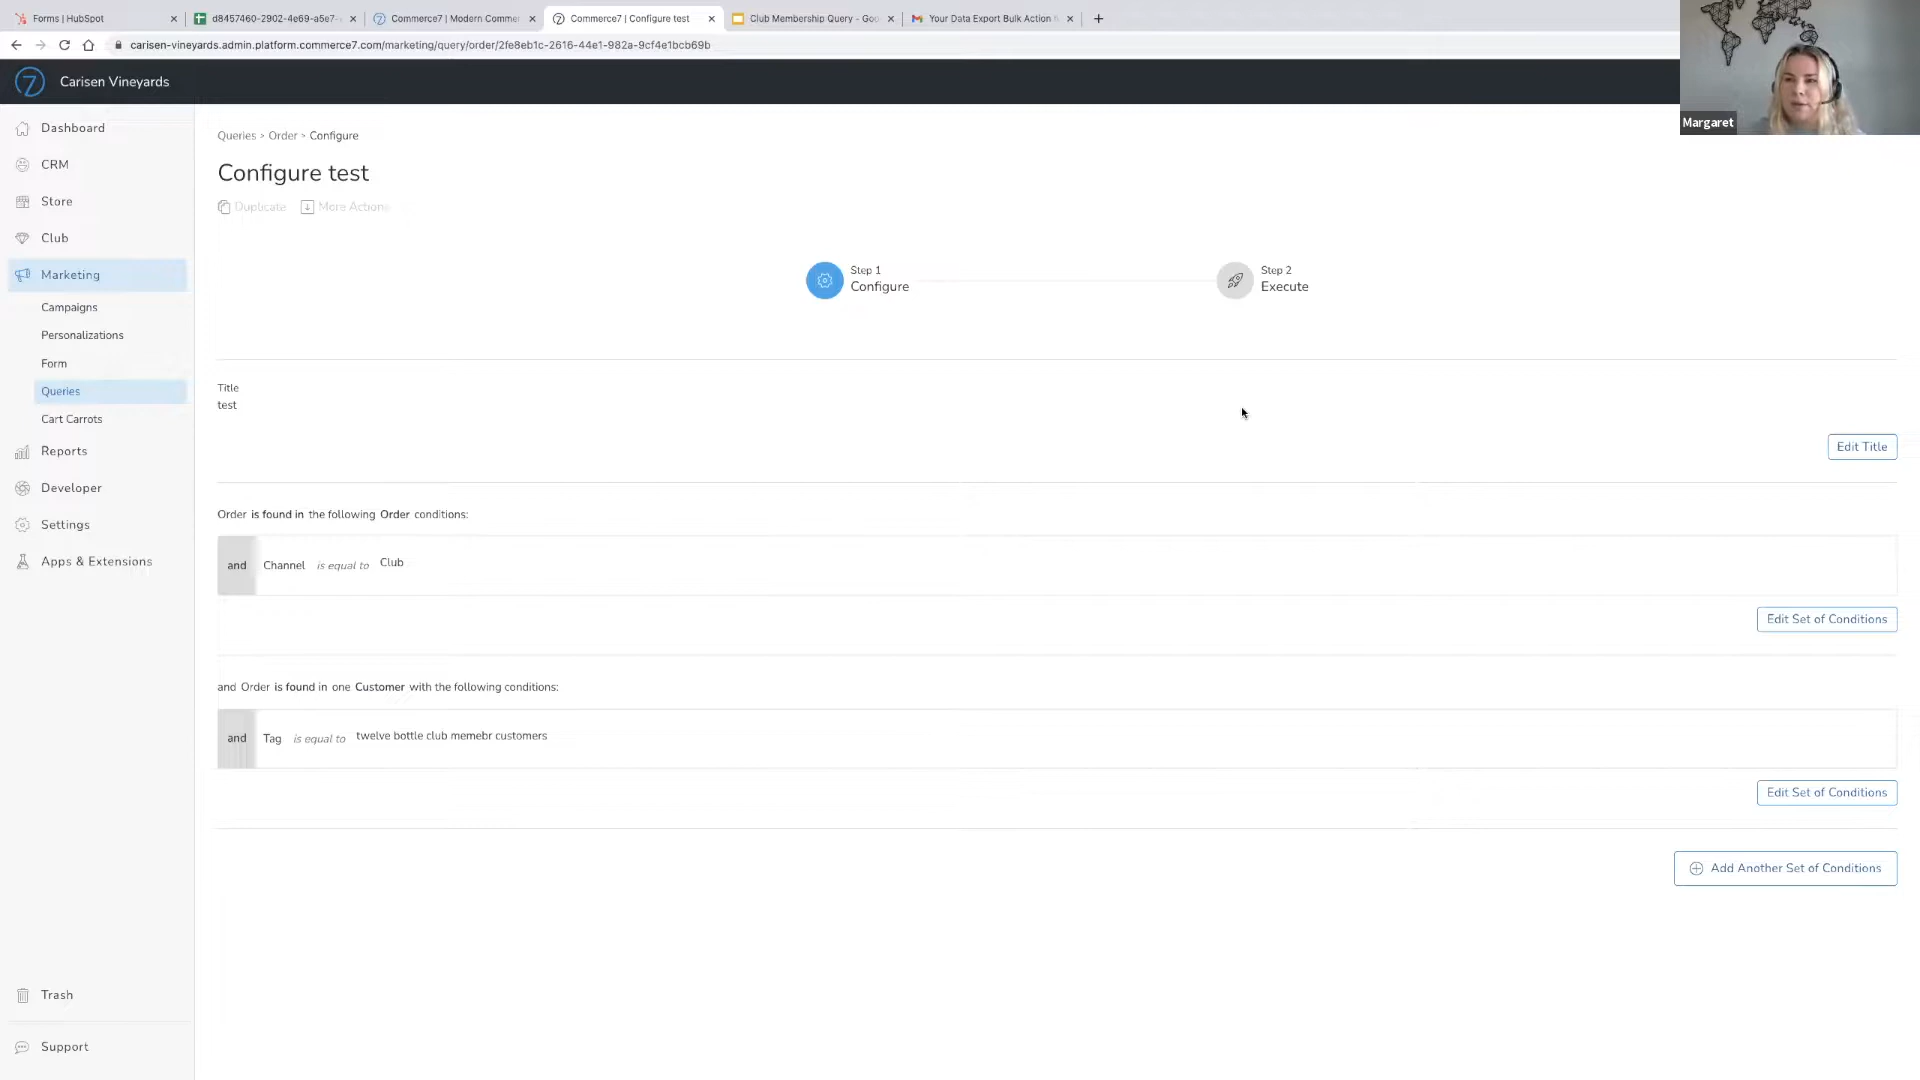 Forms | HubSpot
d8457460-2902-4e69-a5e7-
Commerce7 | Modern Commer
Commerce7 | Configure test
Club Membership Query - Goo
Your Data Export Bulk Action
carisen-vineyards.admin.platform.commerce7.com/marketing/query/order/2fe8eb1c-2616-44e1-982a-9cf4e1bcb69b
Carisen Vineyards
Margaret
Dashboard
CRM
Store
Club
Marketing
Campaigns
Personalizations
Form
Queries
Cart Carrots
Reports
Developer
Settings
Apps & Extensions
Trash
Support
Queries > Order > Configure
Configure test
Duplicate More Actions
Step 1
Configure
Step 2
Execute
Title
test
Edit Title
Order is found in the following Order conditions:
and Channel is equal to Club
Edit Set of Conditions
and Order is found in one Customer with the following conditions:
and Tag is equal to twelve bottle club memebr customers
Edit Set of Conditions
Add Another Set of Conditions